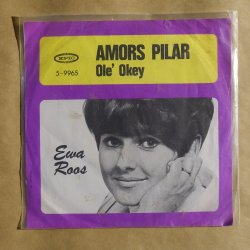 EPIC
5-9965
AMORS PILAR
Ole' Okey
Ewa
Roos